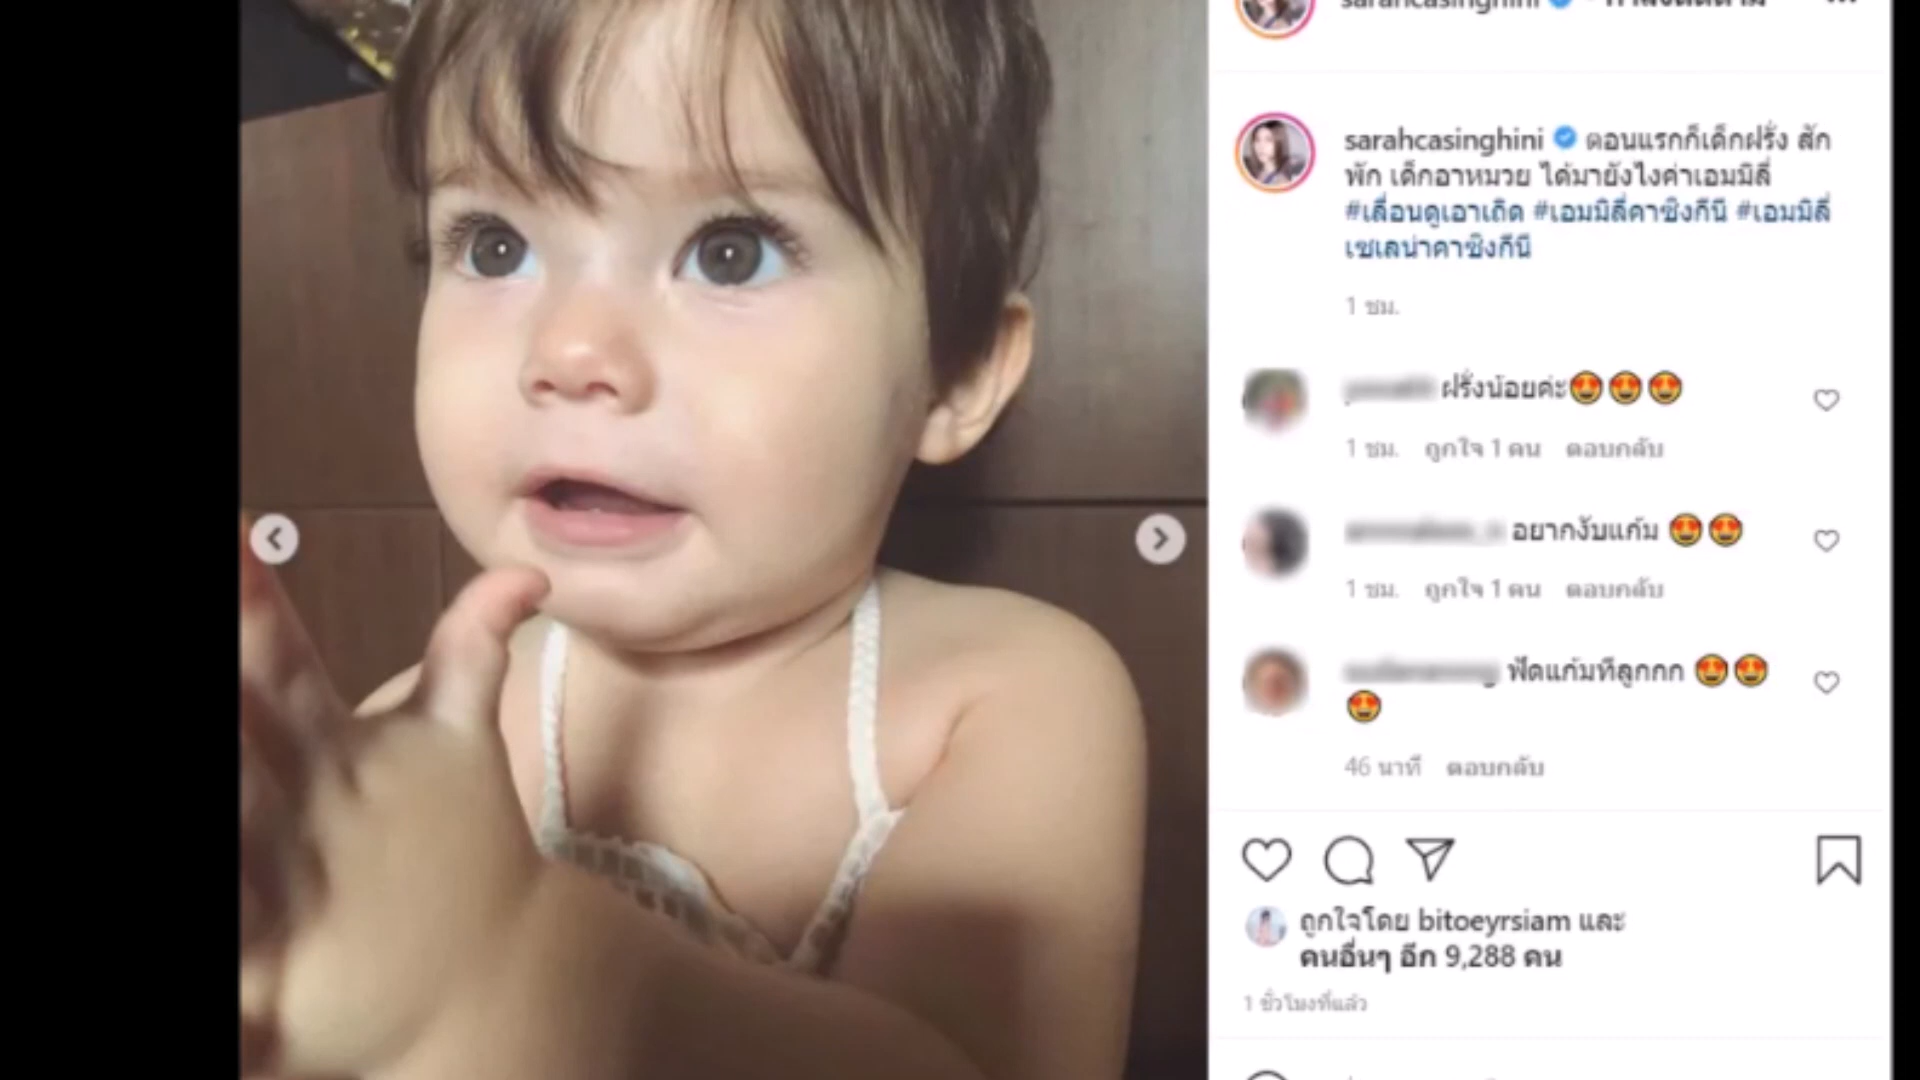 sarahcasinghini
sarahcasinghini ตอนแรกก็เด็กฝรั่ง สัก
พัก เด็กอาหมวย ได้มายังไงค่าเอมมิลี่
#เลื่อนดูเอาเถิด #เอมมิลี่คาซิงกีนี #เอมมิลี่
เซเลน่าคาซิงกีนี
1 ชม.
ฝรั่งน้อยค่ะ😍😍😍
1 ชม. ถูกใจ 1 คน ตอบกลับ
อยากงับแก้ม 😍😍
1 ชม. ถูกใจ 1 คน ตอบกลับ
ฟัดแก้มทีลูกกก 😍😍
😍
46 นาที ตอบกลับ
ถูกใจโดย bitoeyrsiam และ
คนอื่นๆ อีก 9,288 คน
1 ชั่วโมงที่แล้ว